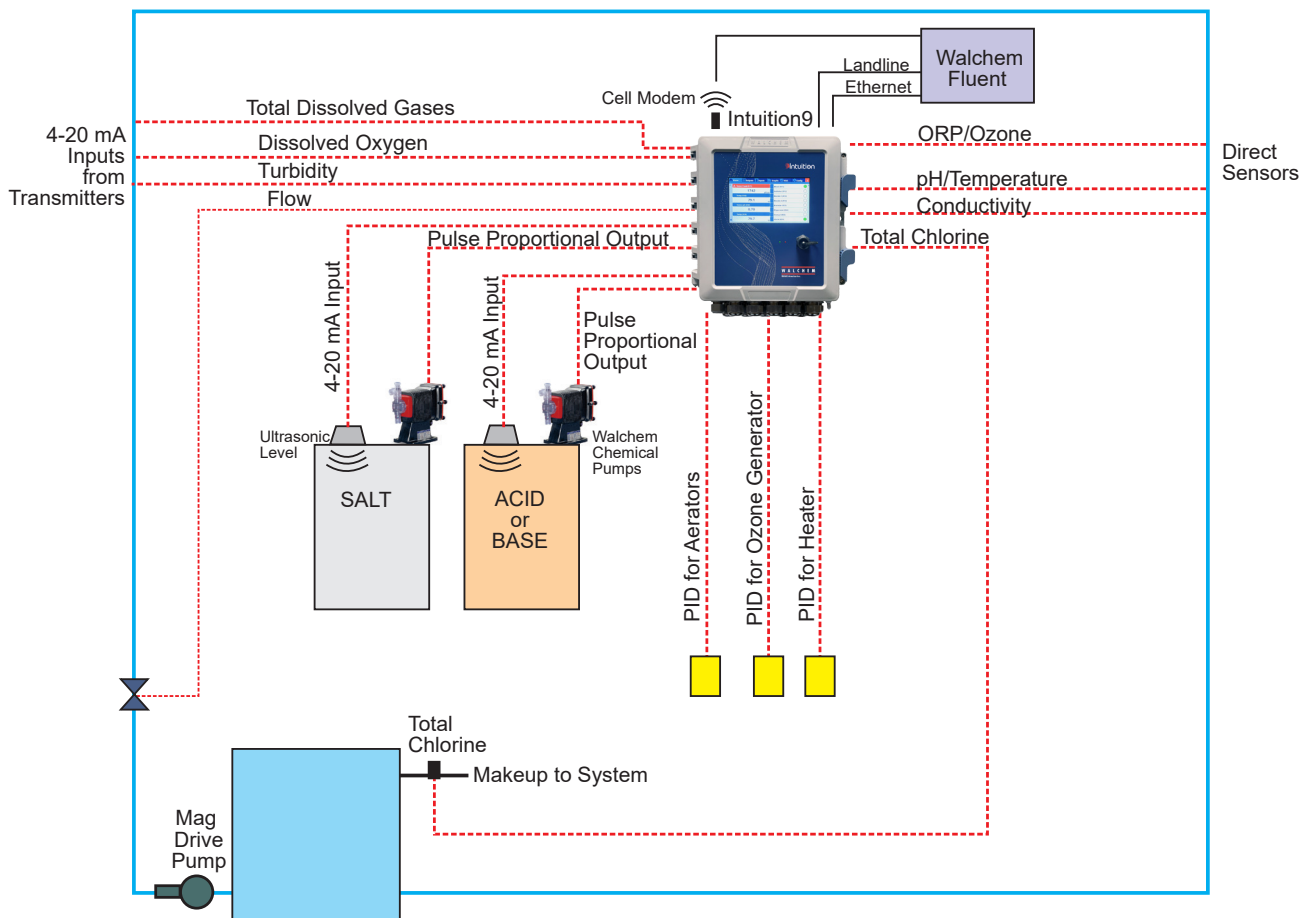 Walchem
Fluent
Landline
Ethernet
Cell Modem
Intuition9
Total Dissolved Gases
4-20 mA
Inputs
from
Transmitters
Dissolved Oxygen
Turbidity
Flow
ORP/Ozone
Direct
Sensors
pH/Temperature
Conductivity
Total Chlorine
intuition
WALCHEM
4-20 mA Input
Pulse Proportional Output
4-20 mA Input
Pulse
Proportional
Output
Ultrasonic
Level
Walchem
Chemical
Pumps
SALT
ACID
or
BASE
PID for Aerators
PID for Ozone Generator
PID for Heater
Total
Chlorine
Makeup to System
Mag
Drive
Pump